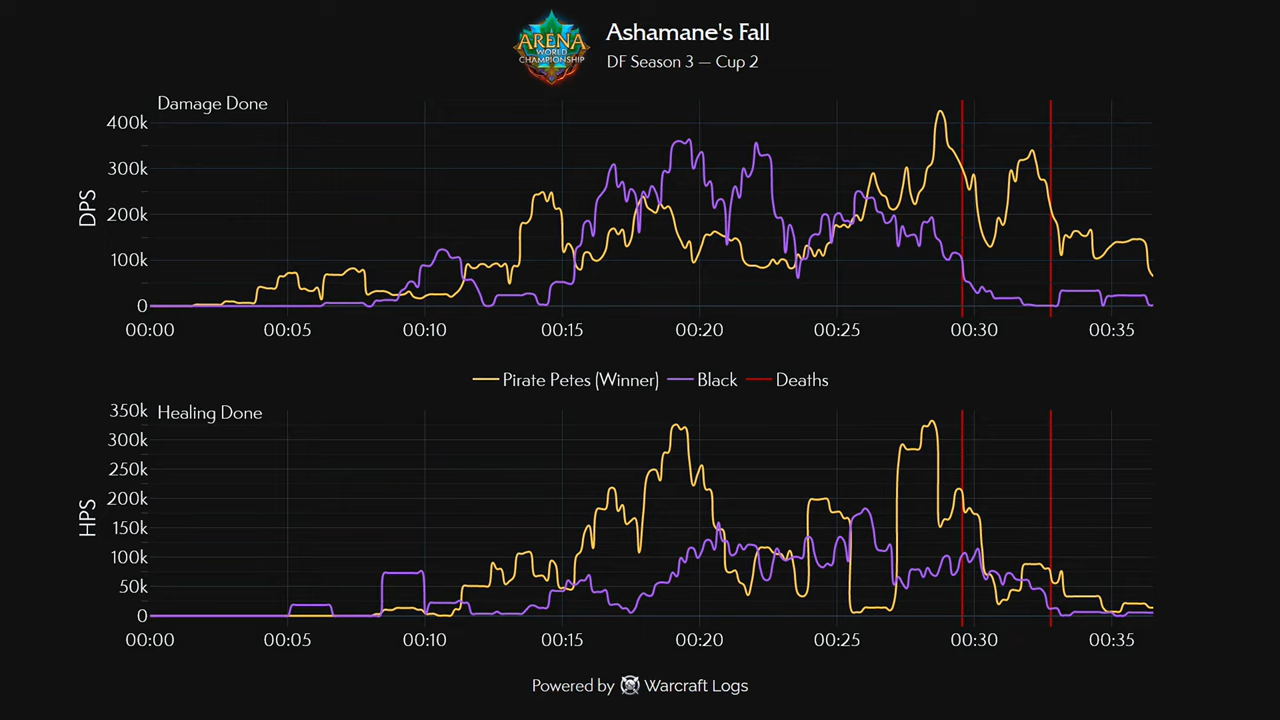 ARENA
WORLD
CHAMPIONSHIP
Ashamane's Fall
DF Season 3 — Cup 2
Damage Done
DPS
400k
300k
200k
100k
0
00:00 00:05 00:10 00:15 00:20 00:25 00:30 00:35
Pirate Petes (Winner) Black Deaths
Healing Done
HPS
350k
300k
250k
200k
150k
100k
50k
0
00:00 00:05 00:10 00:15 00:20 00:25 00:30 00:35
Powered by Warcraft Logs